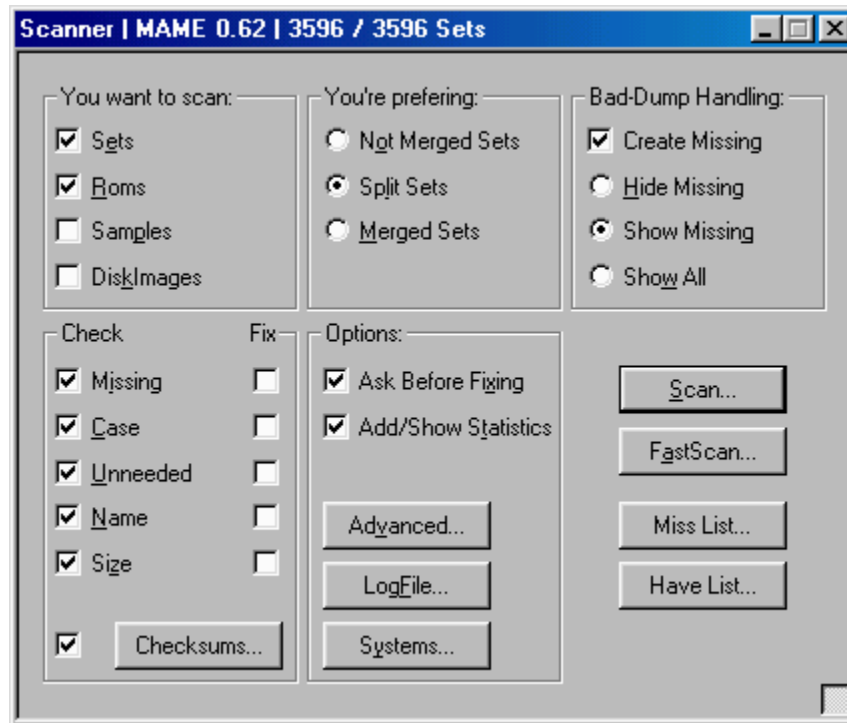 Scanner | MAME 0.62 | 3596 / 3596 Sets
You want to scan:
Sets
Roms
Samples
DiskImages
You're prefering:
Not Merged Sets
Split Sets
Merged Sets
Bad-Dump Handling:
Create Missing
Hide Missing
Show Missing
Show All
Check Fix
Missing
Case
Unneeded
Name
Size
Checksums...
Options:
Ask Before Fixing
Add/Show Statistics
Advanced...
LogFile...
Systems...
Scan...
FastScan...
Miss List...
Have List...